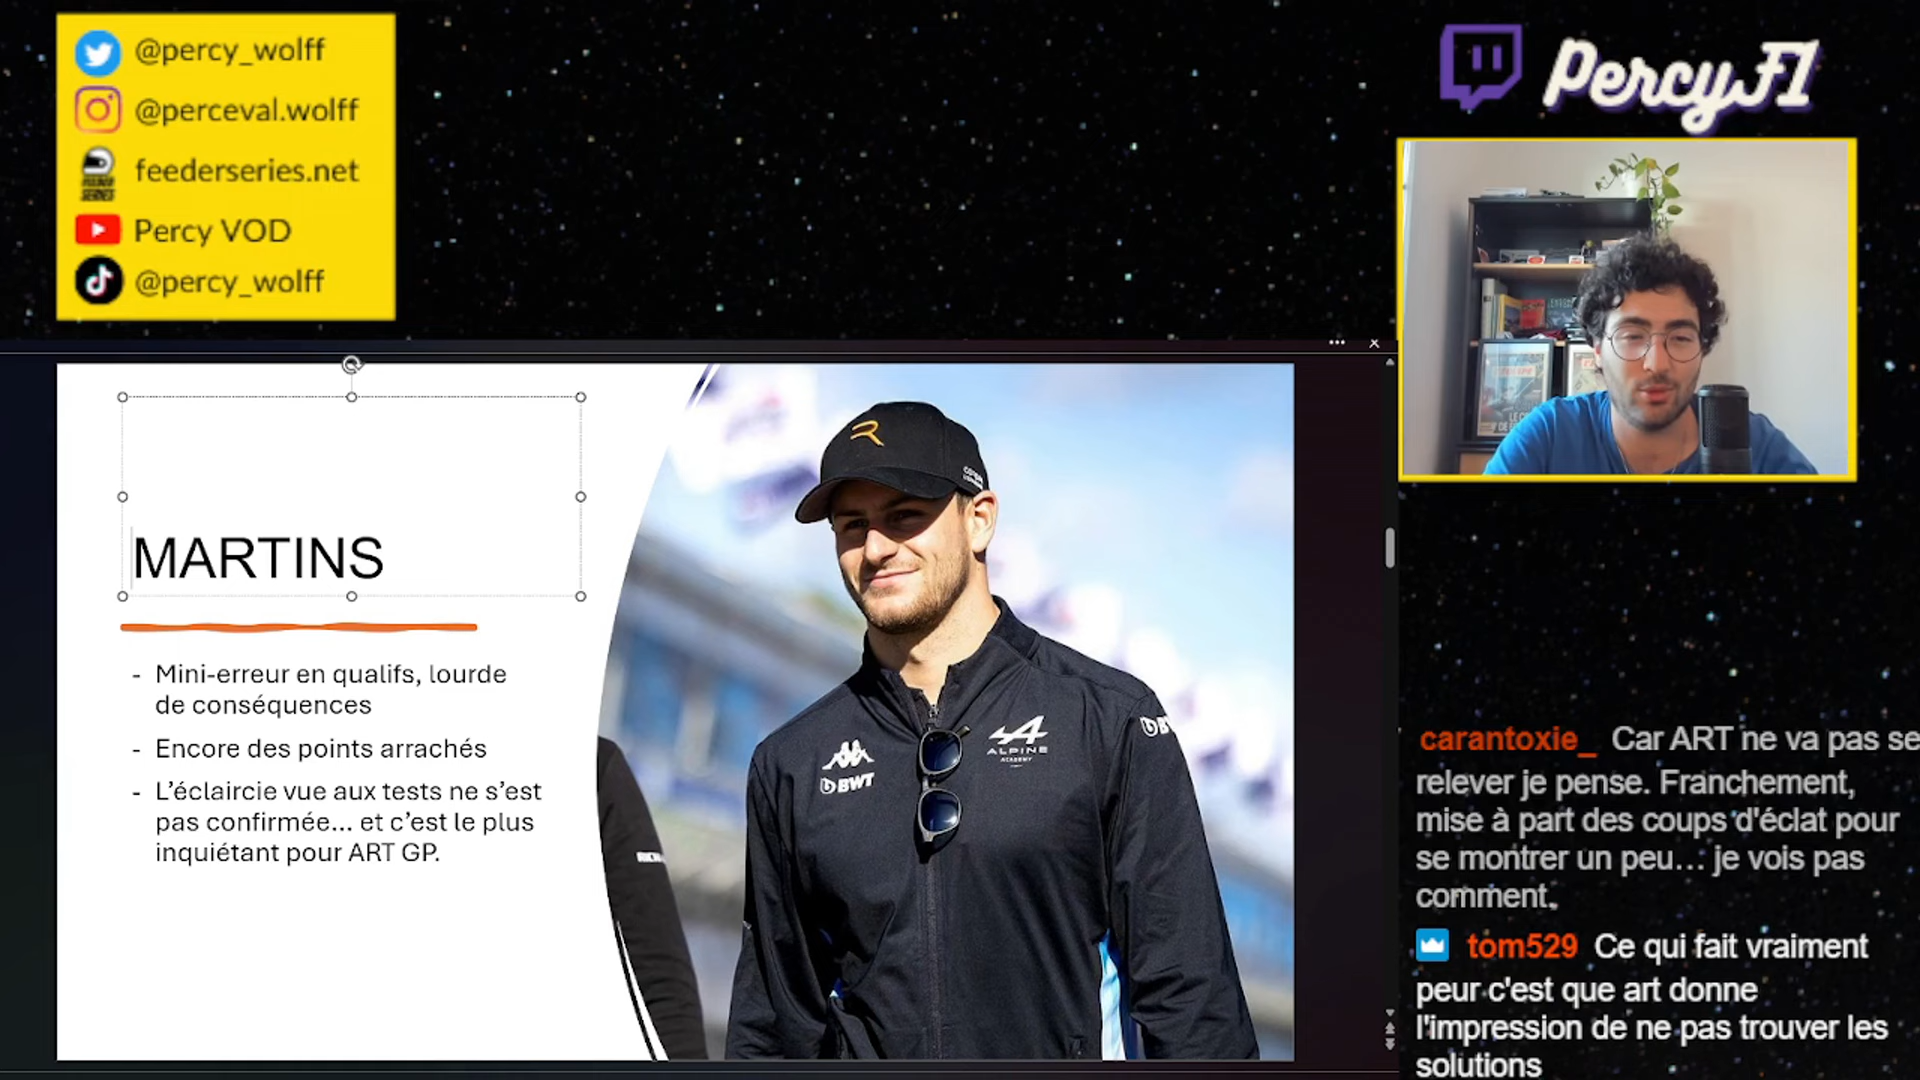 @percy_wolff
@perceval.wolff
feederseries.net
Percy VOD
@percy_wolff
PercyF1
MARTINS
- Mini-erreur en qualifs, lourde
de conséquences
- Encore des points arrachés
- L’éclaircie vue aux tests ne s’est
pas confirmée… et c’est le plus
inquiétant pour ART GP.
BWT
ALPINE
ACADEMY
carantoxie_ Car ART ne va pas se
relever je pense. Franchement,
mise à part des coups d'éclat pour
se montrer un peu… je vois pas
comment.
tom529 Ce qui fait vraiment
peur c'est que art donne
l'impression de ne pas trouver les
solutions